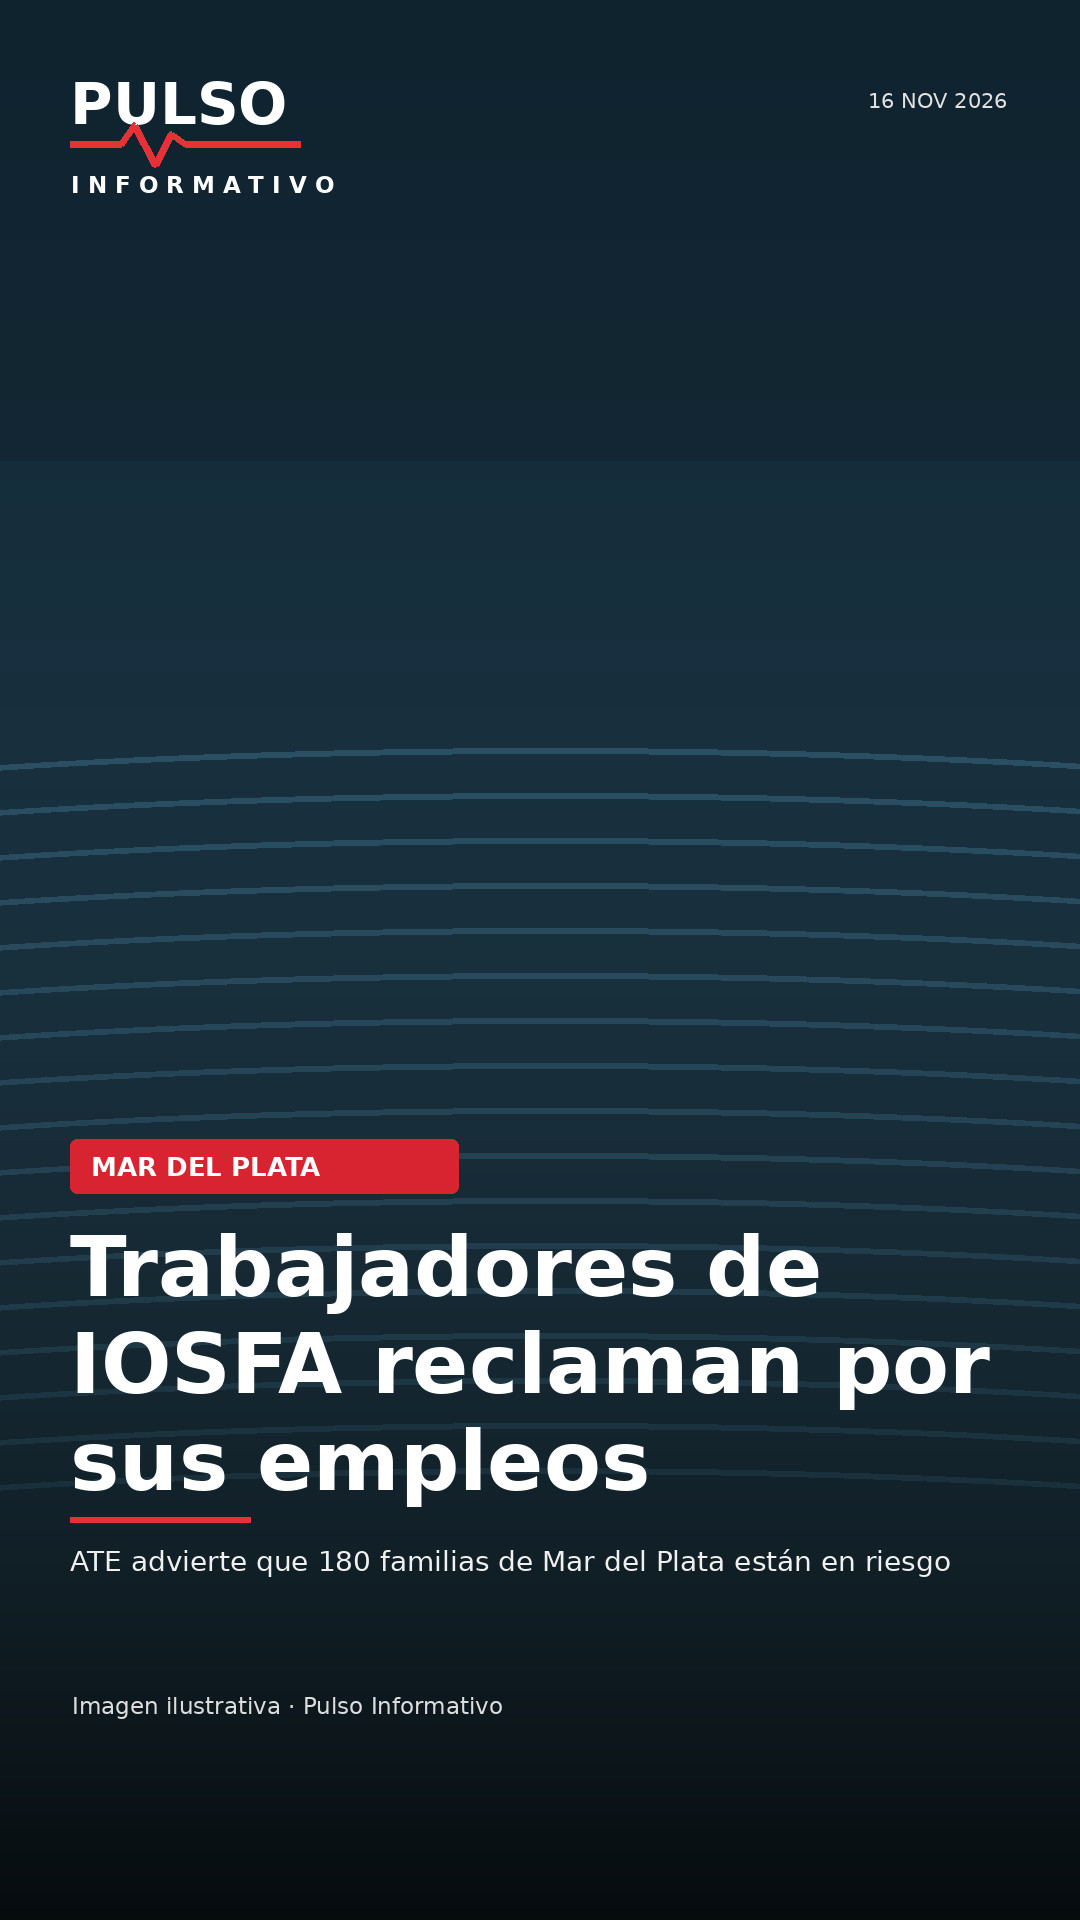 PULSO
INFORMATIVO
16 NOV 2026
MAR DEL PLATA
Trabajadores de
IOSFA reclaman por
sus empleos
ATE advierte que 180 familias de Mar del Plata están en riesgo
Imagen ilustrativa · Pulso Informativo